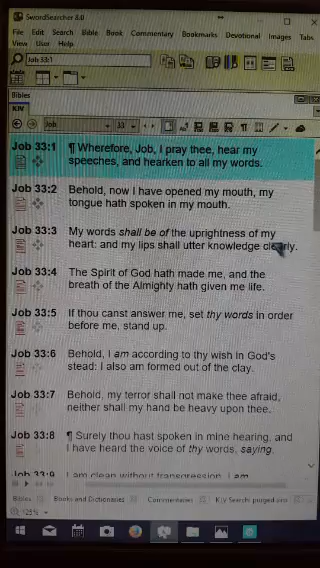 SwordSearcher 8.0
File Edit Search Bible Book Commentary Bookmarks Devotional Images Tabs
View User Help
Job 33:1
Bibles
KJV
Job 33
Job 33:1 ¶ Wherefore, Job, I pray thee, hear my
speeches, and hearken to all my words.
Job 33:2 Behold, now I have opened my mouth, my
tongue hath spoken in my mouth.
Job 33:3 My words shall be of the uprightness of my
heart: and my lips shall utter knowledge clearly.
Job 33:4 The Spirit of God hath made me, and the
breath of the Almighty hath given me life.
Job 33:5 If thou canst answer me, set thy words in order
before me, stand up.
Job 33:6 Behold, I am according to thy wish in God's
stead: I also am formed out of the clay.
Job 33:7 Behold, my terror shall not make thee afraid,
neither shall my hand be heavy upon thee.
Job 33:8 ¶ Surely thou hast spoken in mine hearing, and
I have heard the voice of thy words, saying,
Job 33:9 I am clean without transgression, I am
Bibles Books and Dictionaries Commentaries KJV Search:
125%